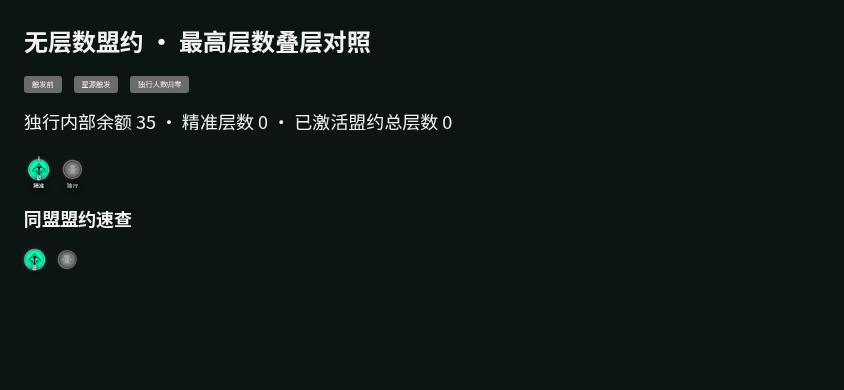 无层数盟约 · 最高层数叠层对照
触发前 星源触发 独行人数归零
独行内部余额 35 · 精准层数 0 · 已激活盟约总层数 0
精准 独行
同盟盟约速查